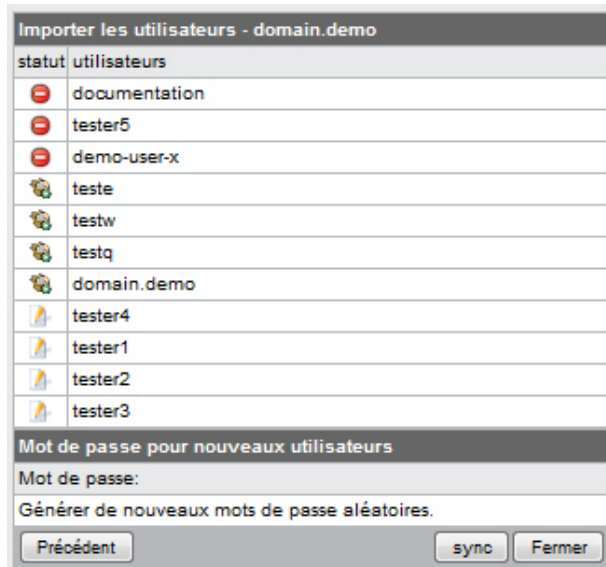 Importer les utilisateurs - domain.demo
statut utilisateurs
documentation
tester5
demo-user-x
teste
testw
testq
domain.demo
tester4
tester1
tester2
tester3
Mot de passe pour nouveaux utilisateurs
Mot de passe:
Générer de nouveaux mots de passe aléatoires.
Précédent sync Fermer